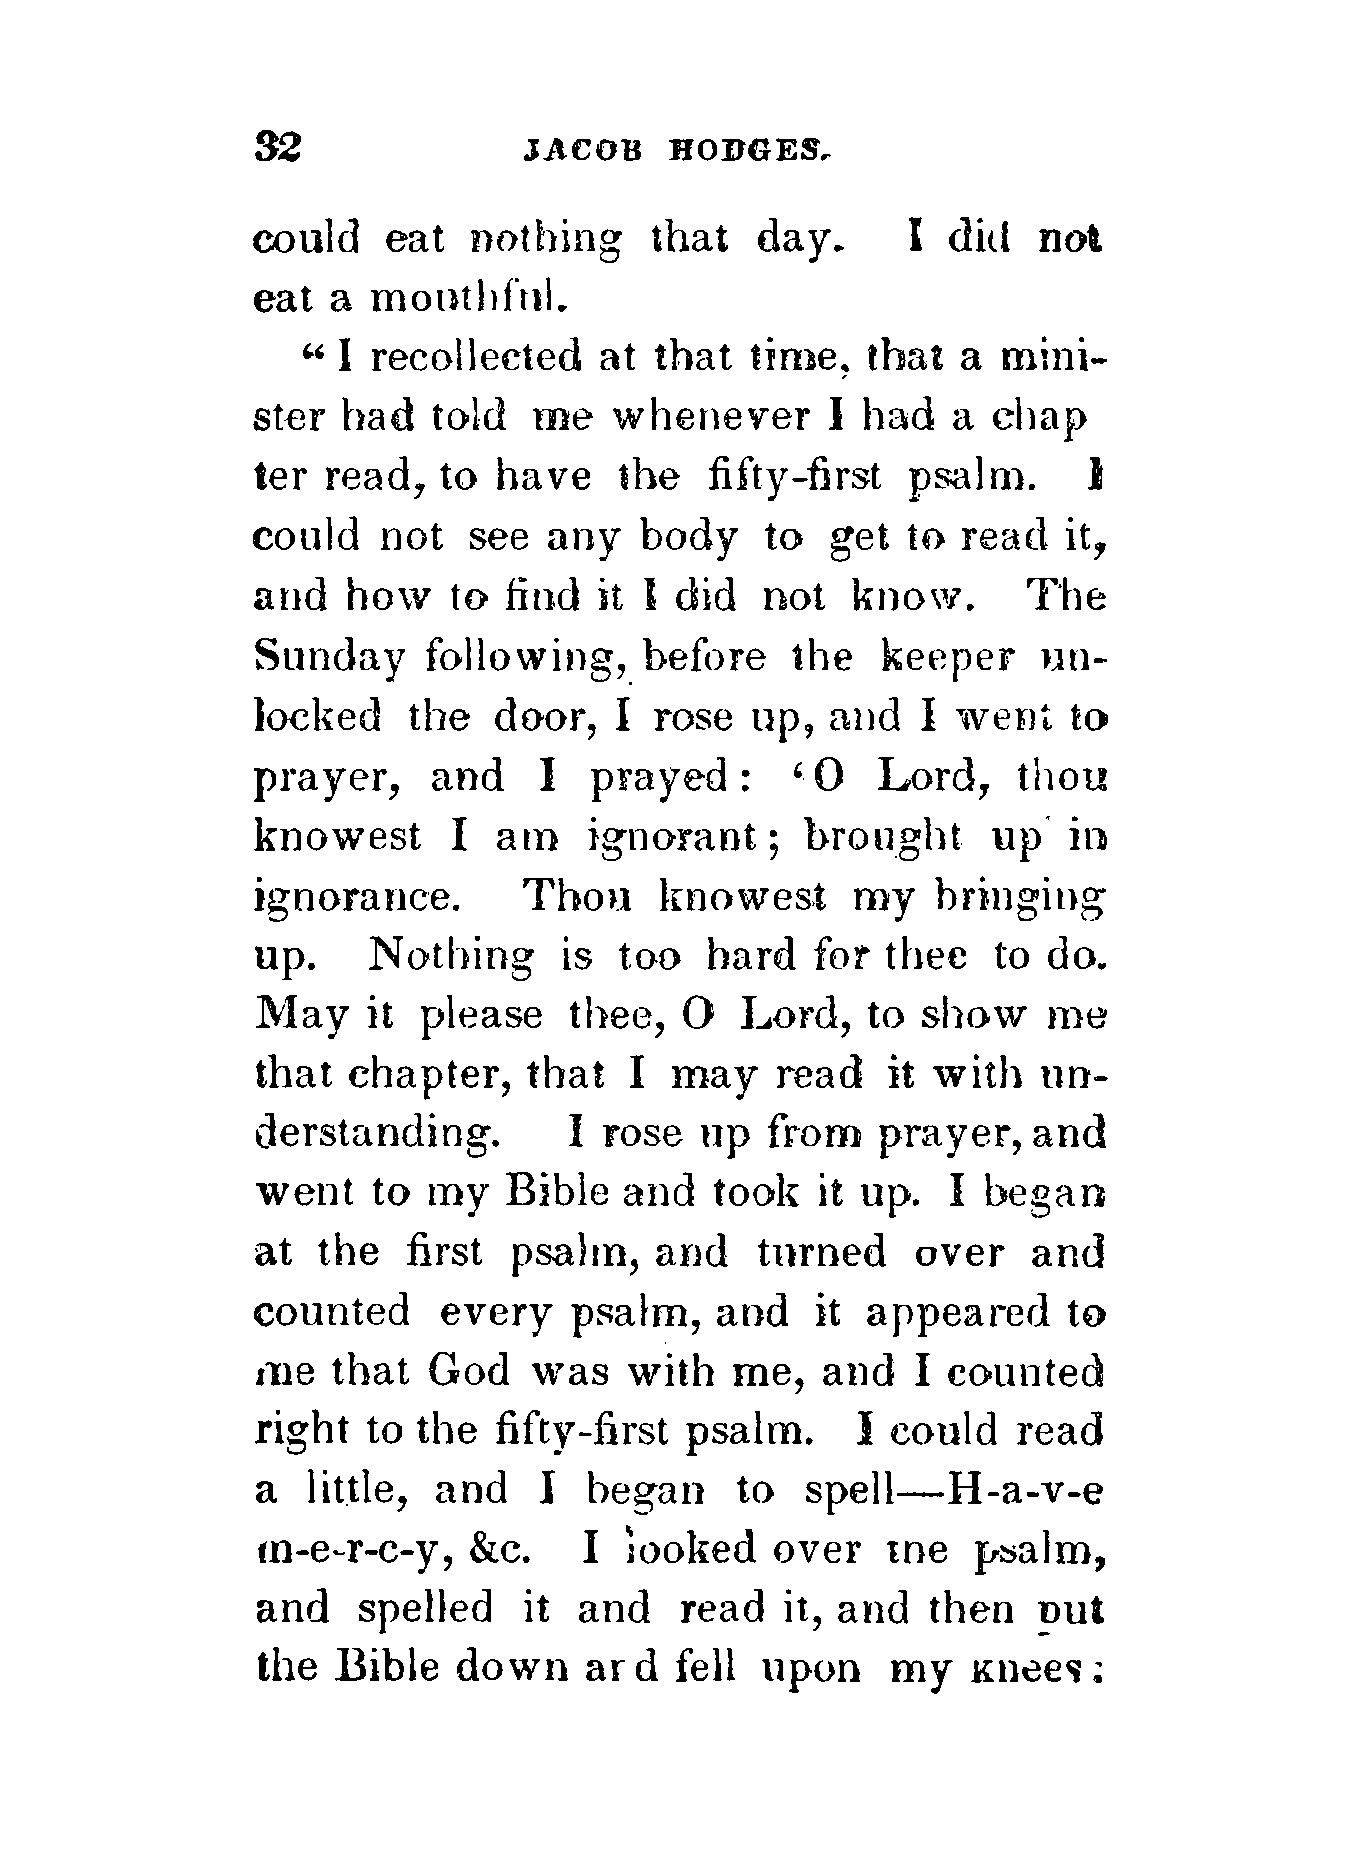 32 JACOB HODGES.
could eat nothing that day. I did not
eat a mouthful.
“ I recollected at that time, that a mini-
ster had told me whenever I had a chap
ter read, to have the fifty-first psalm. I
could not see any body to get to read it,
and how to find it I did not know. The
Sunday following, before the keeper un-
locked the door, I rose up, and I went to
prayer, and I prayed : ‘ O Lord, thou
knowest I am ignorant ; brought up in
ignorance. Thou knowest my bringing
up. Nothing is too hard for thee to do.
May it please thee, O Lord, to show me
that chapter, that I may read it with un-
derstanding. I rose up from prayer, and
went to my Bible and took it up. I began
at the first psalm, and turned over and
counted every psalm, and it appeared to
me that God was with me, and I counted
right to the fifty-first psalm. I could read
a little, and I began to spell—H-a-v-e
m-e-r-c-y, &c. I looked over the psalm,
and spelled it and read it, and then put
the Bible down and fell upon my knees ;